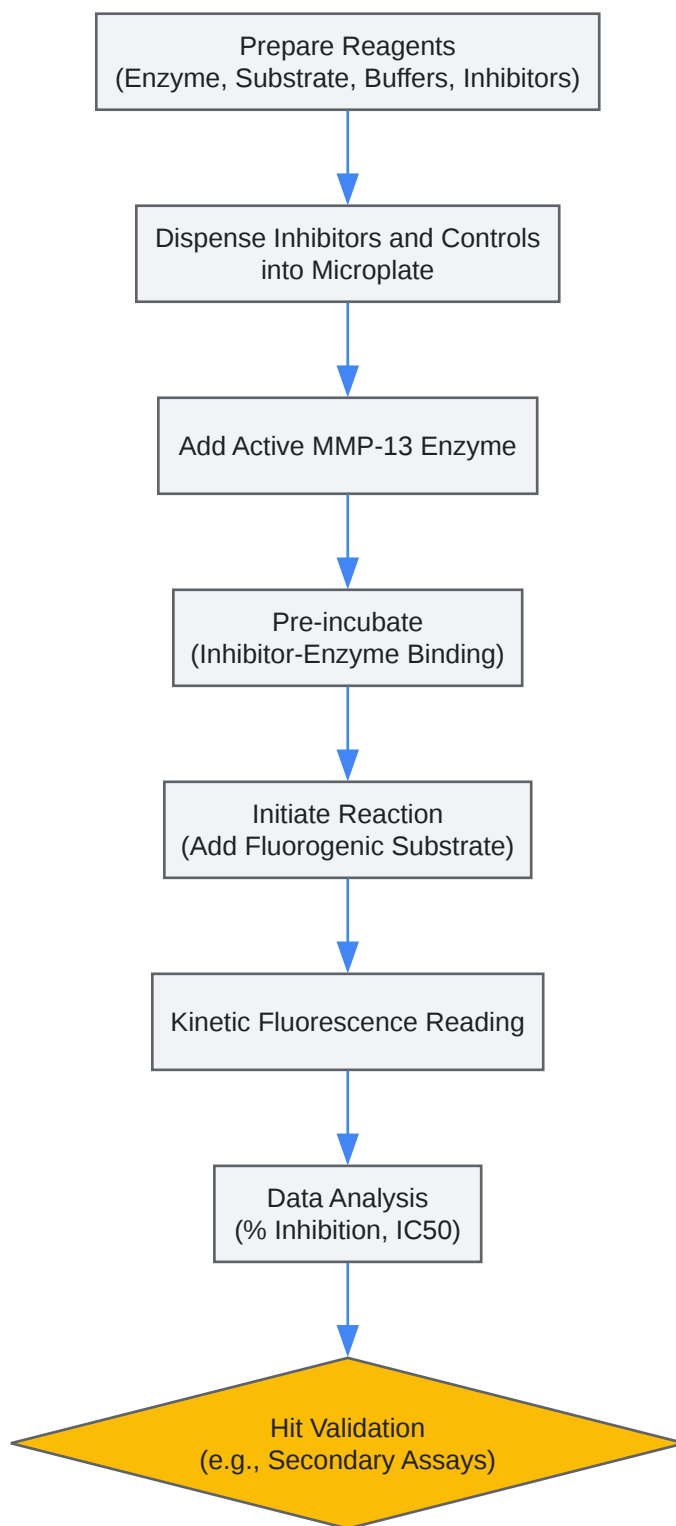 Prepare Reagents
(Enzyme, Substrate, Buffers, Inhibitors)
Dispense Inhibitors and Controls
into Microplate
Add Active MMP-13 Enzyme
Pre-incubate
(Inhibitor-Enzyme Binding)
Initiate Reaction
(Add Fluorogenic Substrate)
Kinetic Fluorescence Reading
Data Analysis
(% Inhibition, IC50)
Hit Validation
(e.g., Secondary Assays)